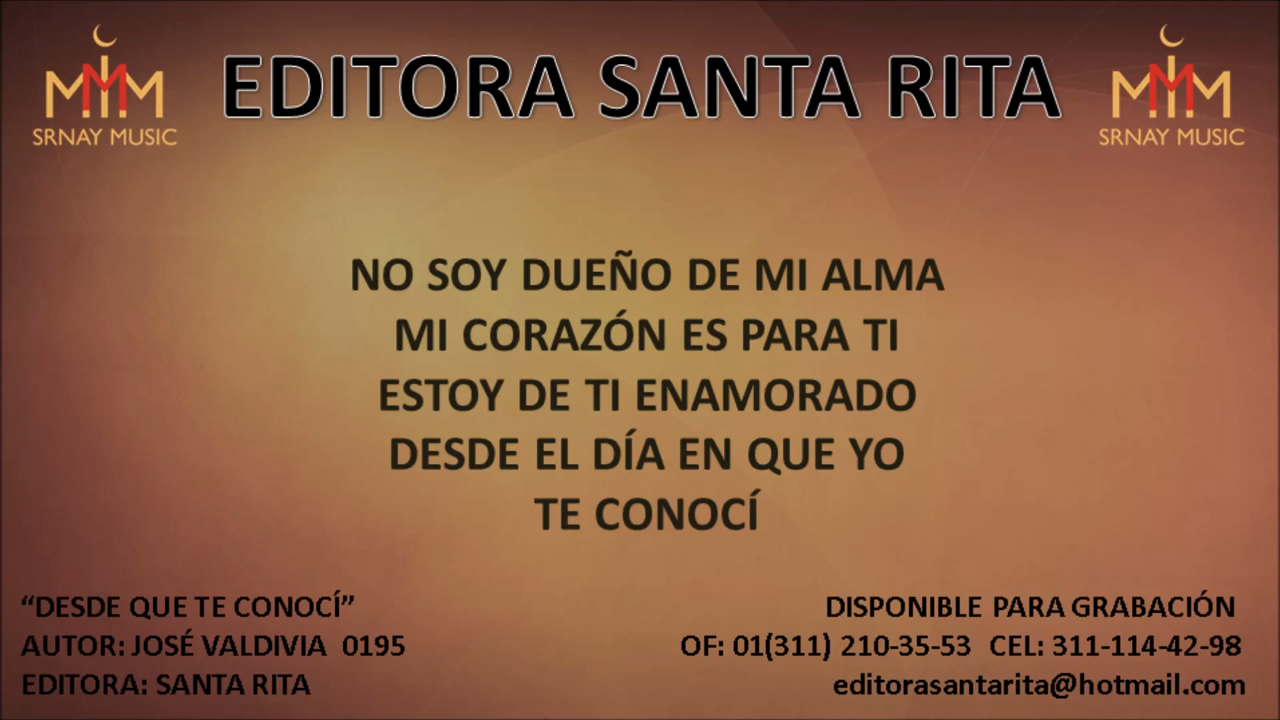 MIM
SRNAY MUSIC
EDITORA SANTA RITA
MIM
SRNAY MUSIC
NO SOY DUEÑO DE MI ALMA
MI CORAZÓN ES PARA TI
ESTOY DE TI ENAMORADO
DESDE EL DÍA EN QUE YO
TE CONOCÍ
“DESDE QUE TE CONOCÍ”
AUTOR: JOSÉ VALDIVIA 0195
EDITORA: SANTA RITA
DISPONIBLE PARA GRABACIÓN
OF: 01(311) 210-35-53 CEL: 311-114-42-98
editorasantarita@hotmail.com